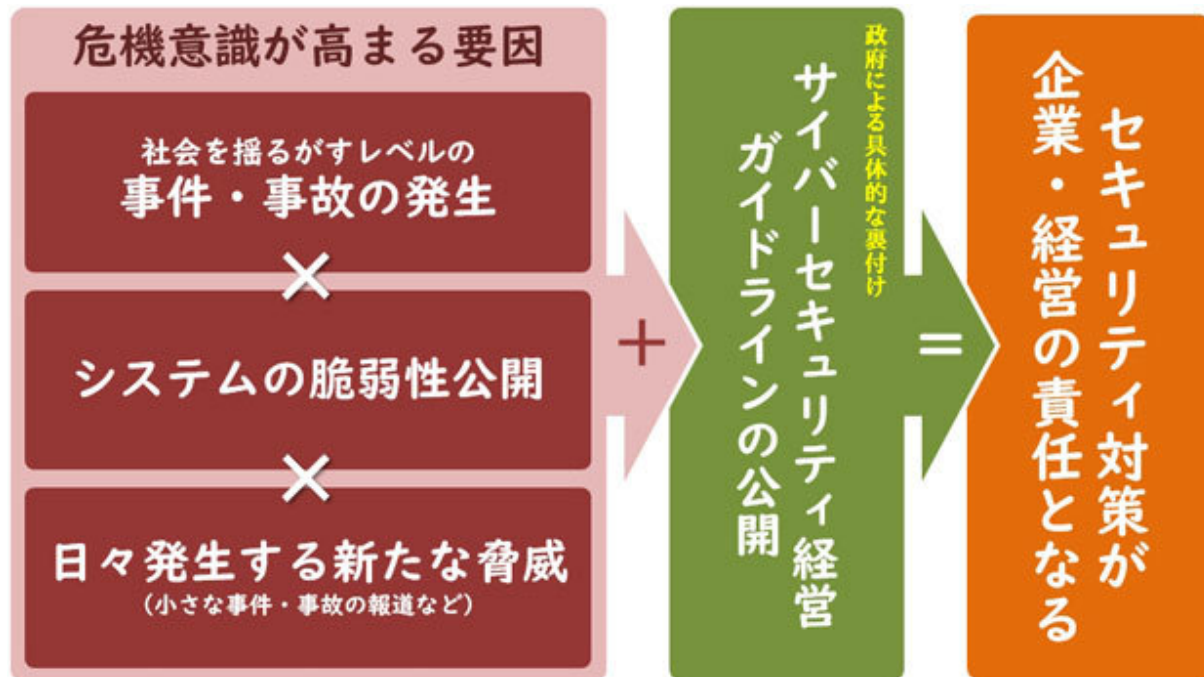 危機意識が高まる要因
社会を揺るがすレベルの
事件・事故の発生
×
システムの脆弱性公開
×
日々発生する新たな脅威
（小さな事件・事故の報道など）
+
政府による具体的な裏付け
サイバーセキュリティ経営
ガイドラインの公開
=
セキュリティ対策が
企業・経営の責任となる